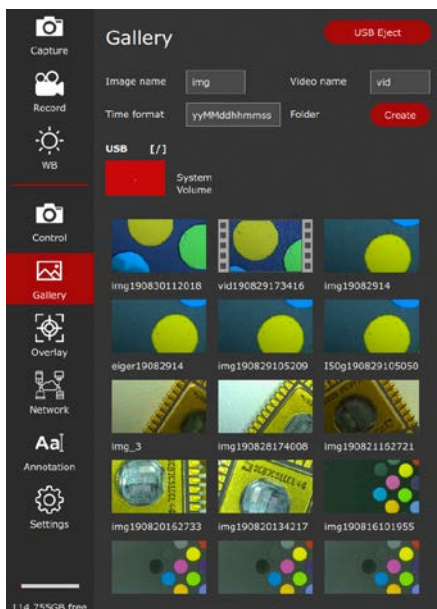 Capture
Record
WB
Control
Gallery
Overlay
Network
Aa
Annotation
Settings
114.755GB free
Gallery
USB Eject
Image name
img
Video name
vid
Time format
yyMMddhhmmss
Folder
Create
USB [/]
System
Volume
img190830112018
vid190829173416
img19082914
eiger19082914
img190829105209
I50g190829105050
img_3
img190828174008
img190821152721
img190820162733
img190820134217
img190816101955